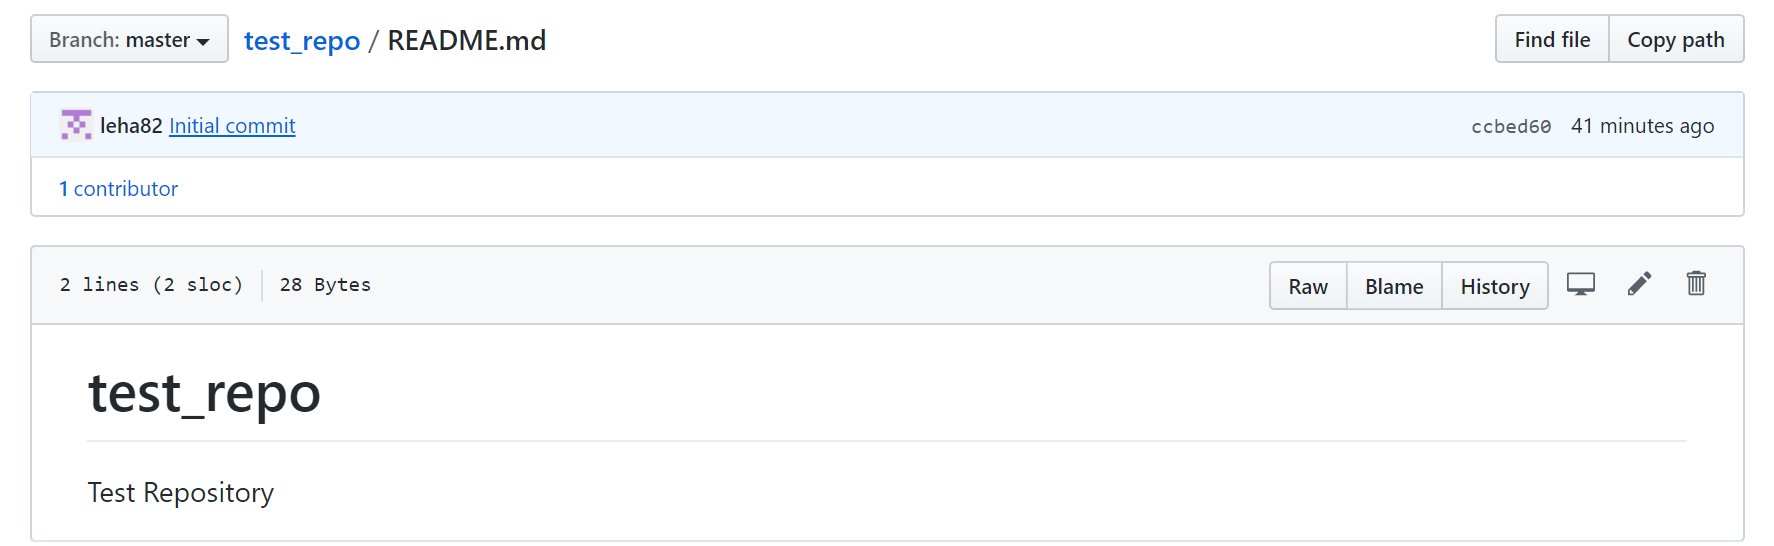 Branch: master test_repo / README.md Find file Copy path
leha82 Initial commit ccbed60 41 minutes ago
1 contributor
2 lines (2 sloc) 28 Bytes Raw Blame History
test_repo
Test Repository